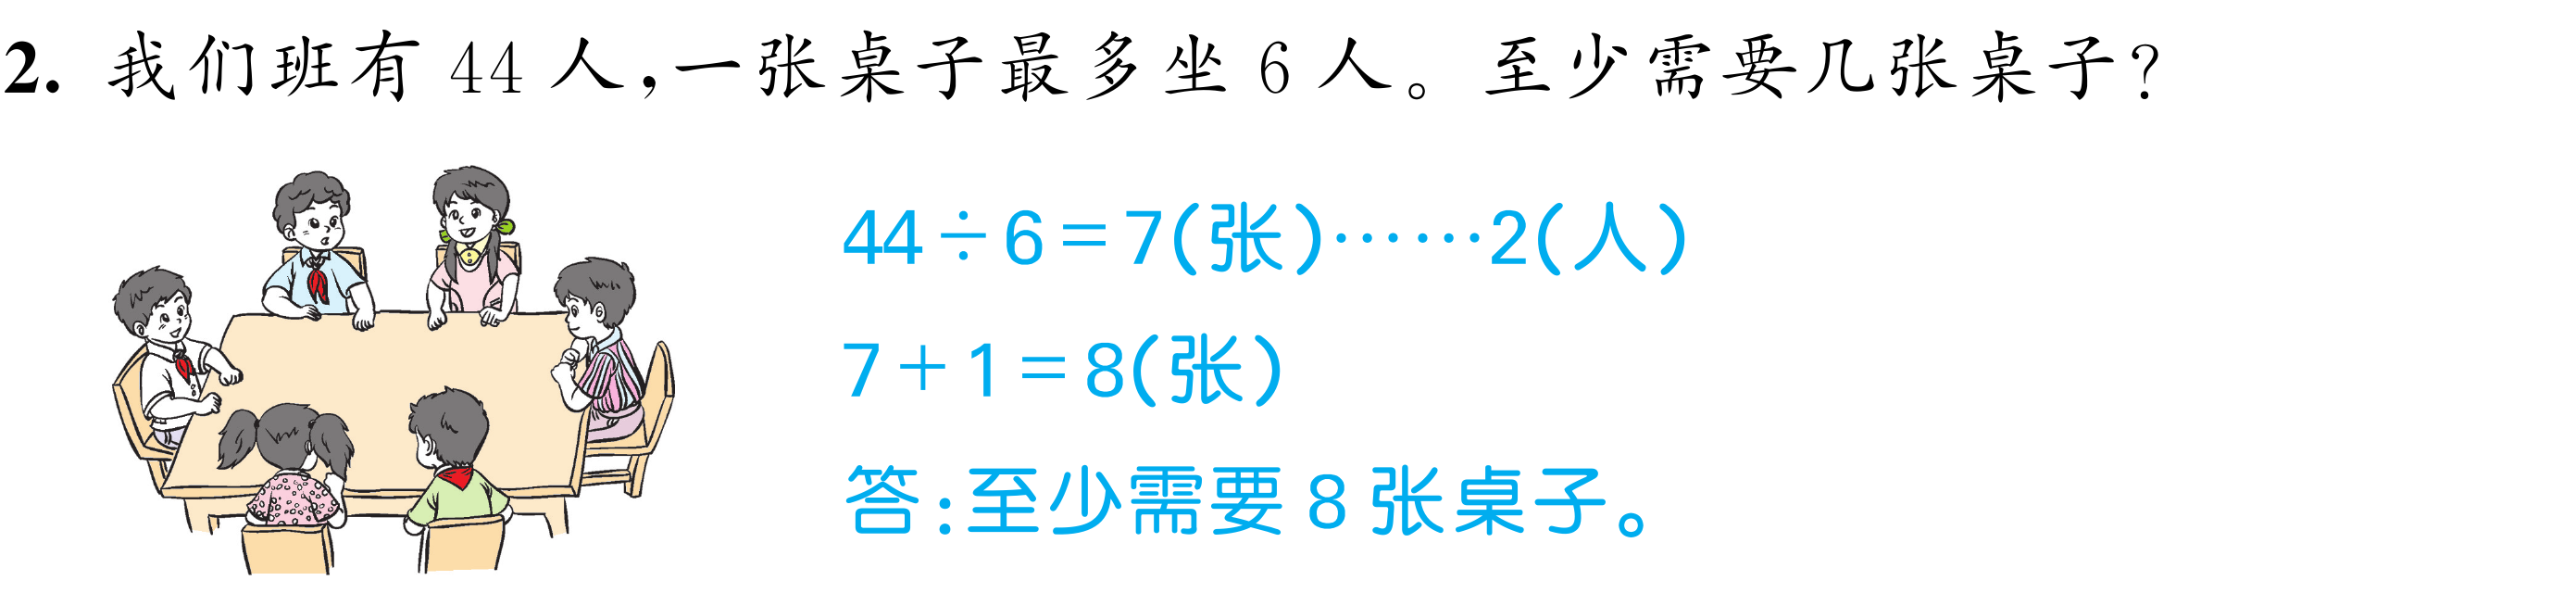 2. 我们班有 44 人,一张桌子最多坐 6 人。至少需要几张桌子?
44÷6=7(张)……2(人)
7+1=8(张)
答:至少需要 8 张桌子。